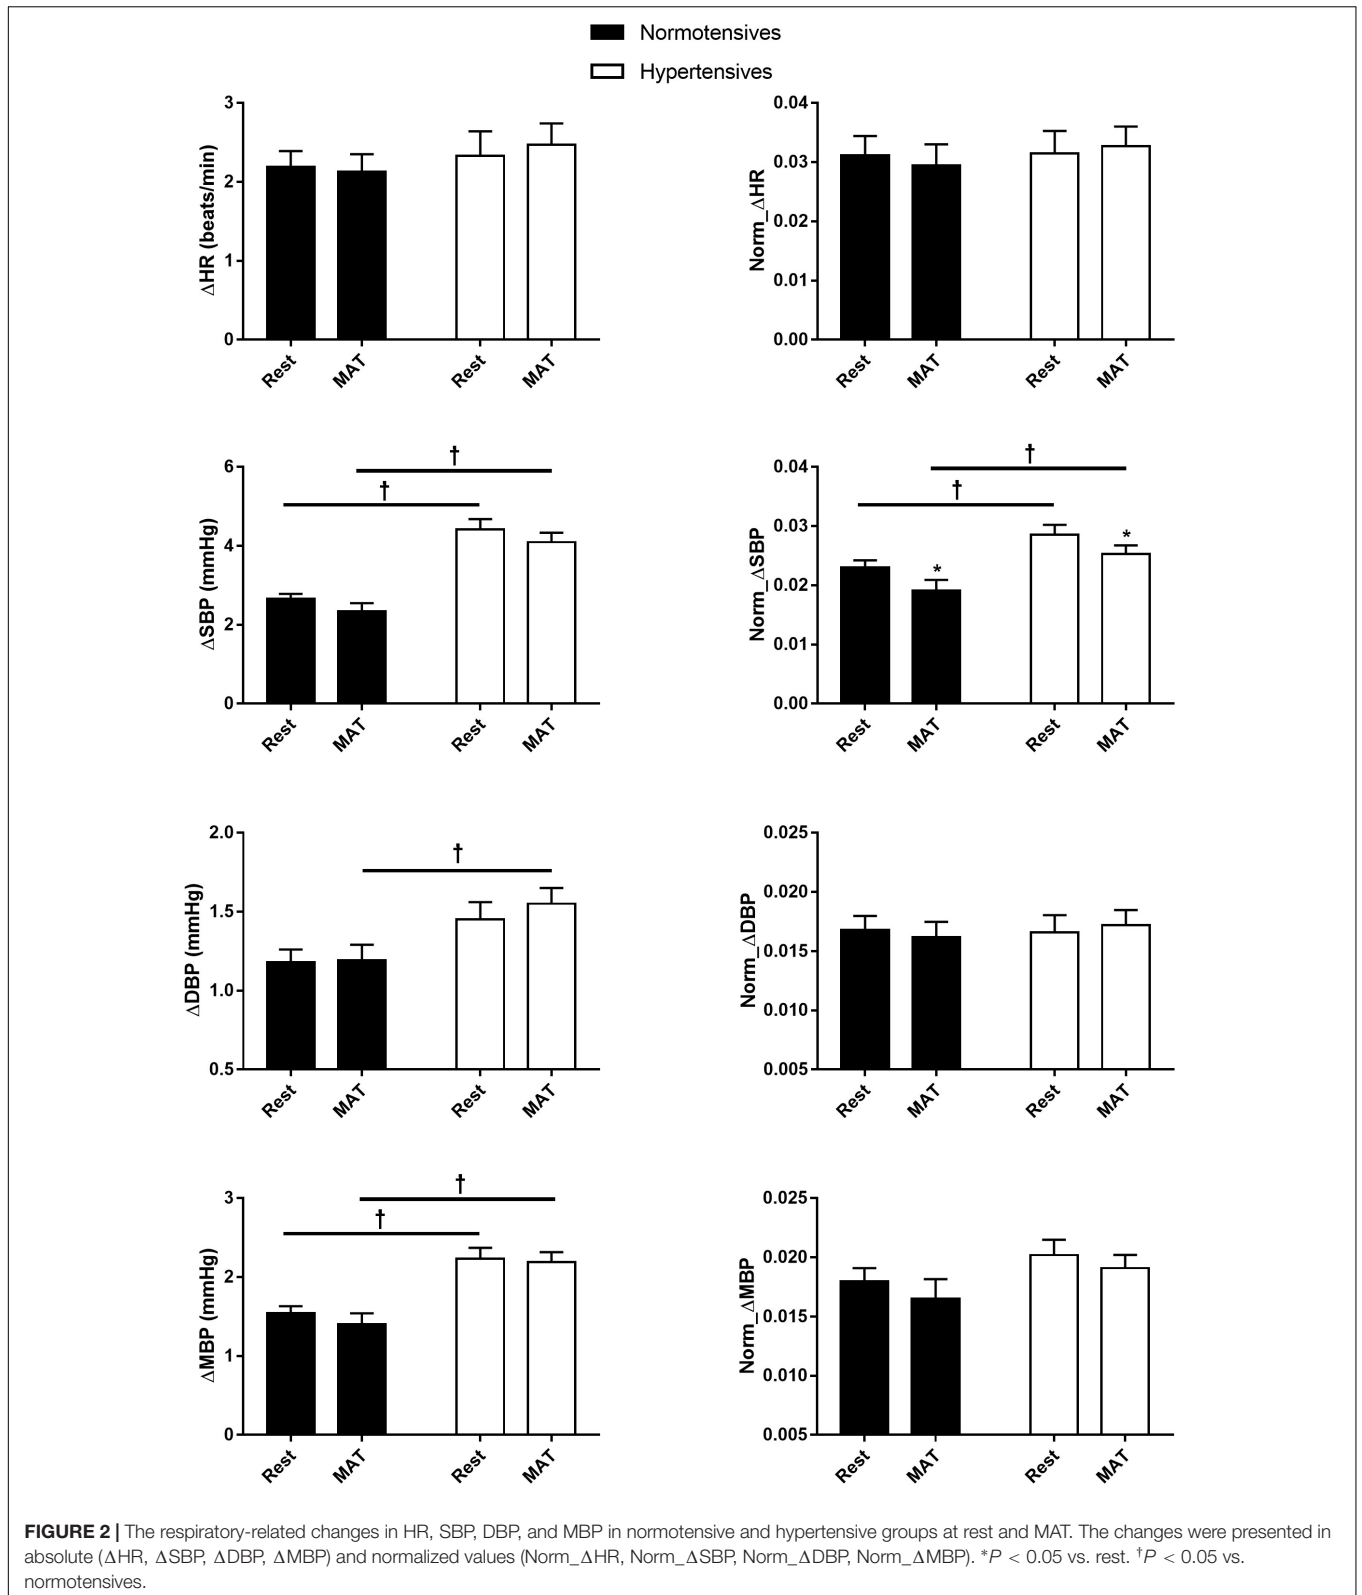 Normotensives
Hypertensives
ΔHR (beats/min)
3
2
1
0
Rest
MAT
Rest
MAT
Norm_ΔHR
0.04
0.03
0.02
0.01
0.00
Rest
MAT
Rest
MAT
ΔSBP (mmHg)
6
4
2
0
†
†
Rest
MAT
Rest
MAT
Norm_ΔSBP
0.04
0.03
0.02
0.01
0.00
†
†
*
*
Rest
MAT
Rest
MAT
ΔDBP (mmHg)
2.0
1.5
1.0
0.5
†
Rest
MAT
Rest
MAT
Norm_ΔDBP
0.025
0.020
0.015
0.010
0.005
Rest
MAT
Rest
MAT
ΔMBP (mmHg)
3
2
1
0
†
†
Rest
MAT
Rest
MAT
Norm_ΔMBP
0.025
0.020
0.015
0.010
0.005
Rest
MAT
Rest
MAT
FIGURE 2 | The respiratory-related changes in HR, SBP, DBP, and MBP in normotensive and hypertensive groups at rest and MAT. The changes were presented in
absolute (ΔHR, ΔSBP, ΔDBP, ΔMBP) and normalized values (Norm_ΔHR, Norm_ΔSBP, Norm_ΔDBP, Norm_ΔMBP). *P < 0.05 vs. rest. †P < 0.05 vs.
normotensives.